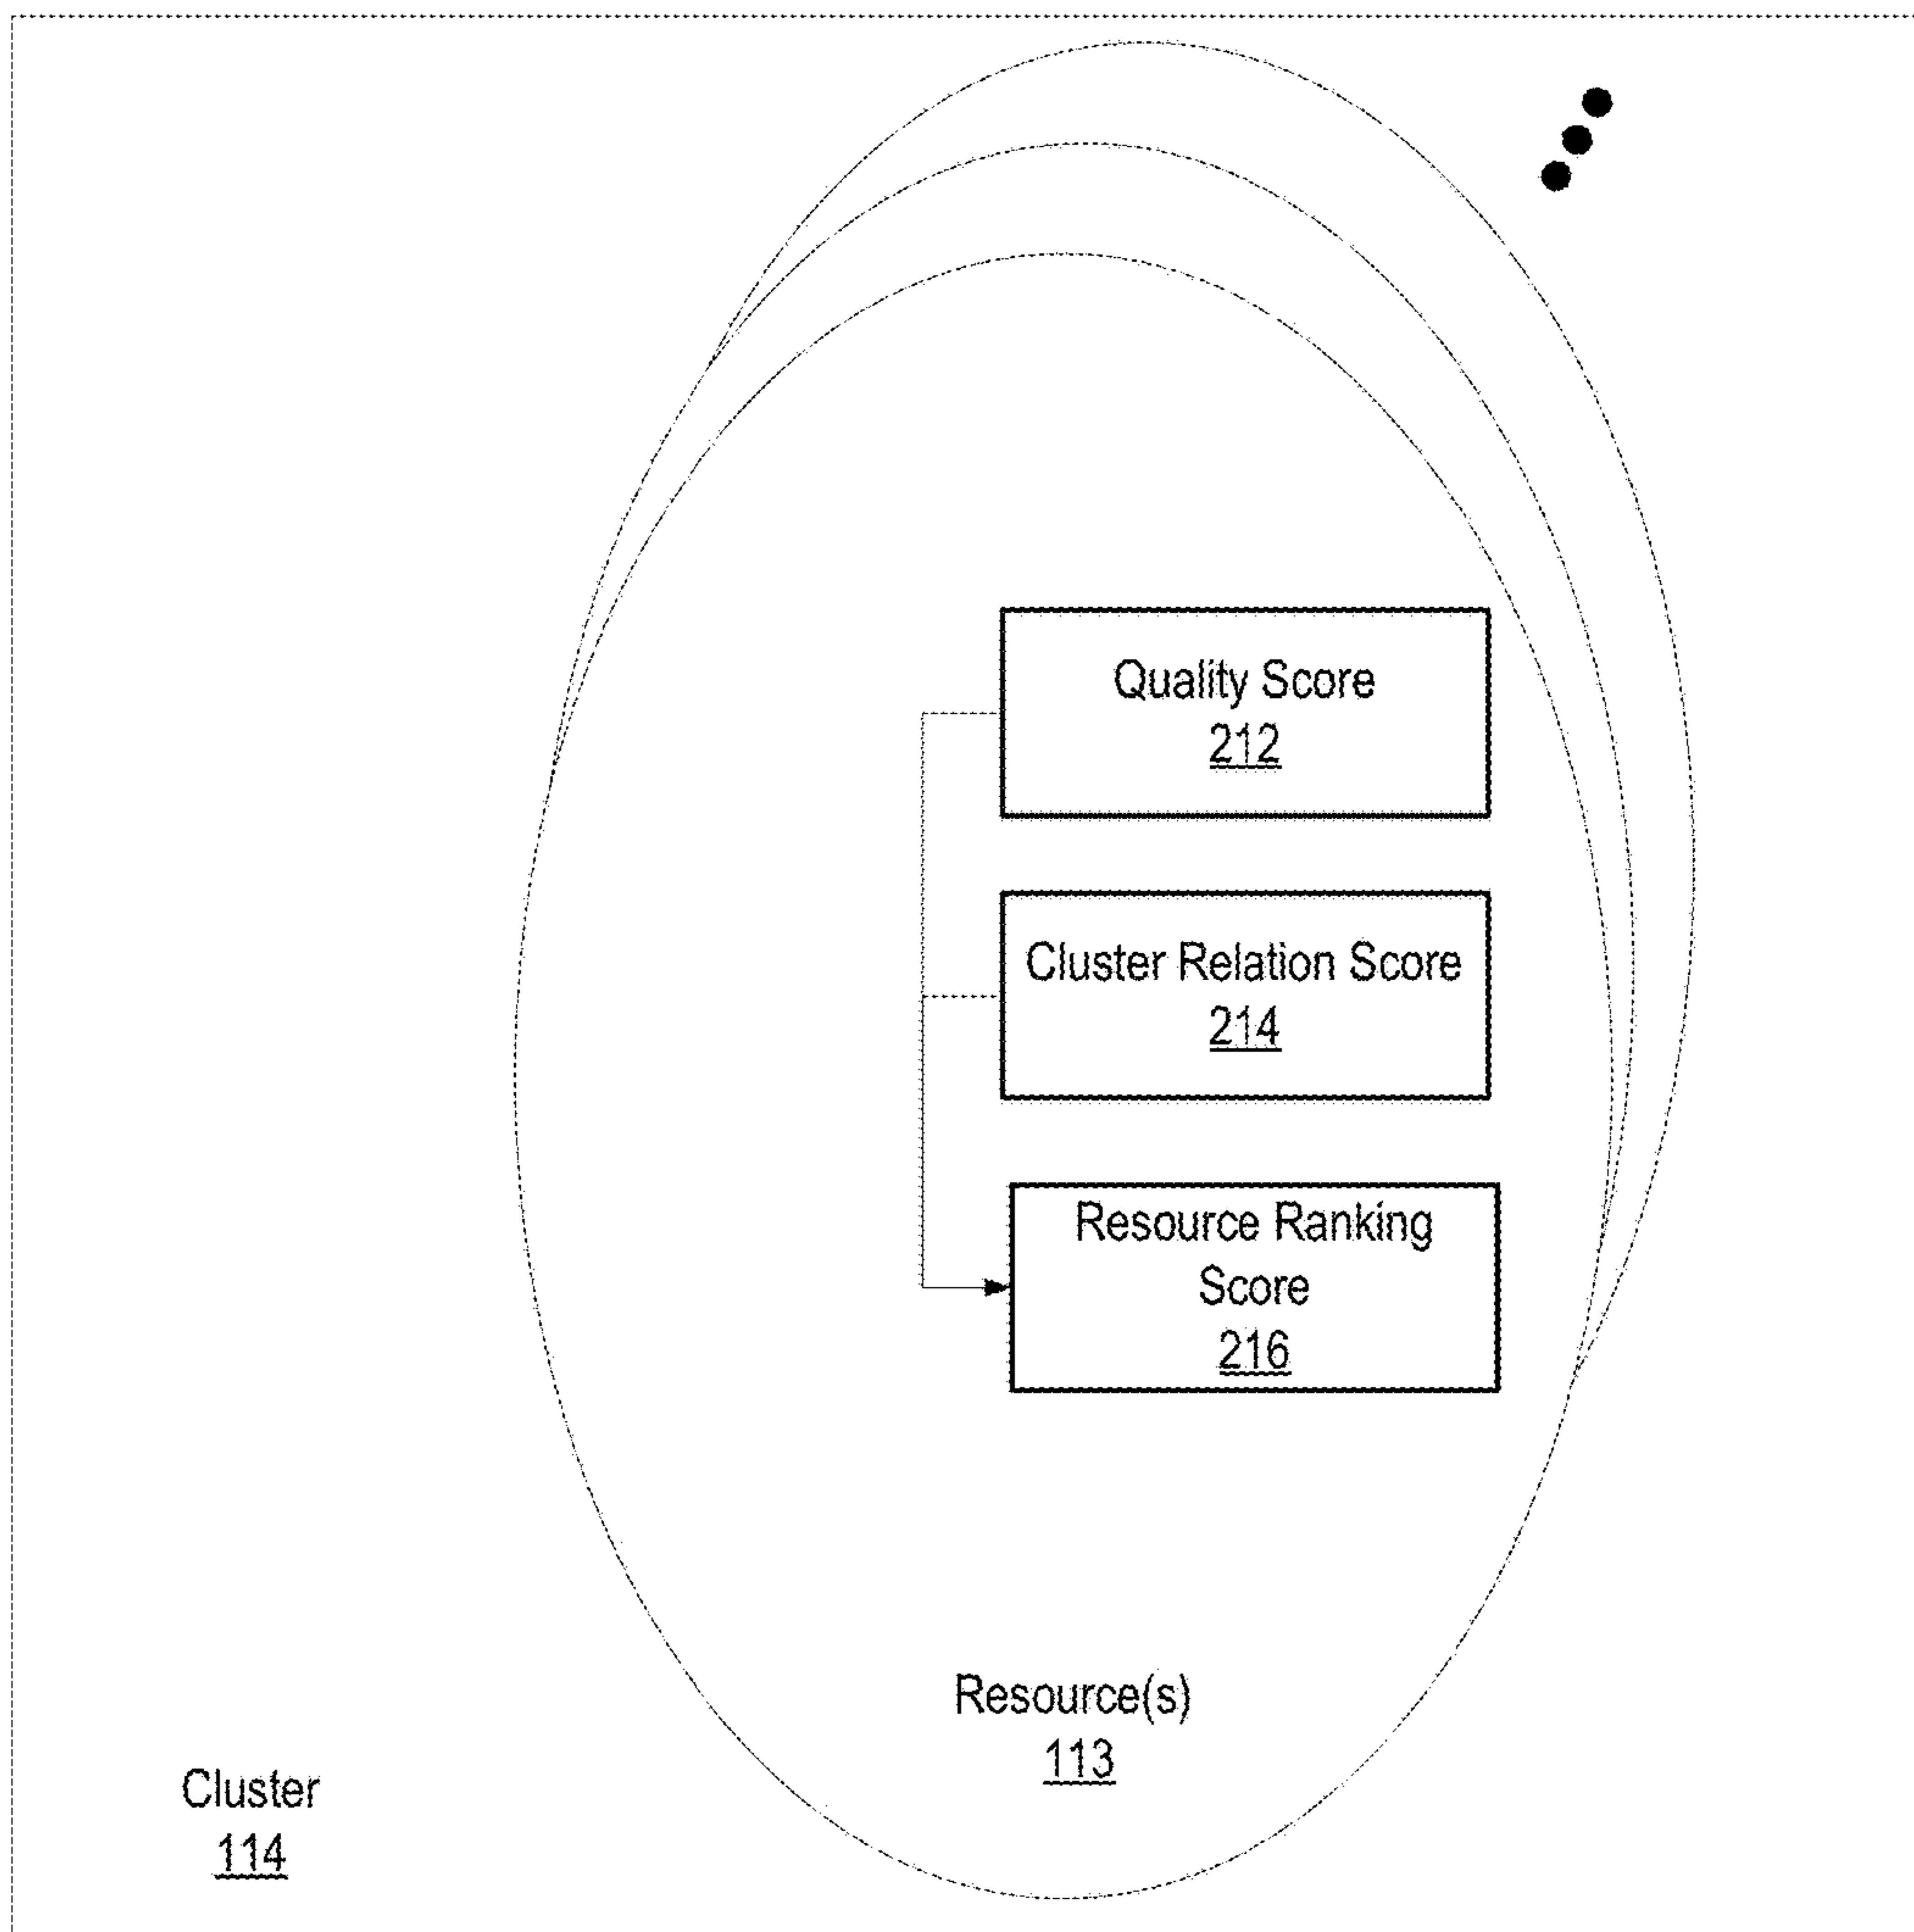 Quality Score
212
Cluster Relation Score
214
Resource Ranking
Score
216
Resource(s)
113
Cluster
114